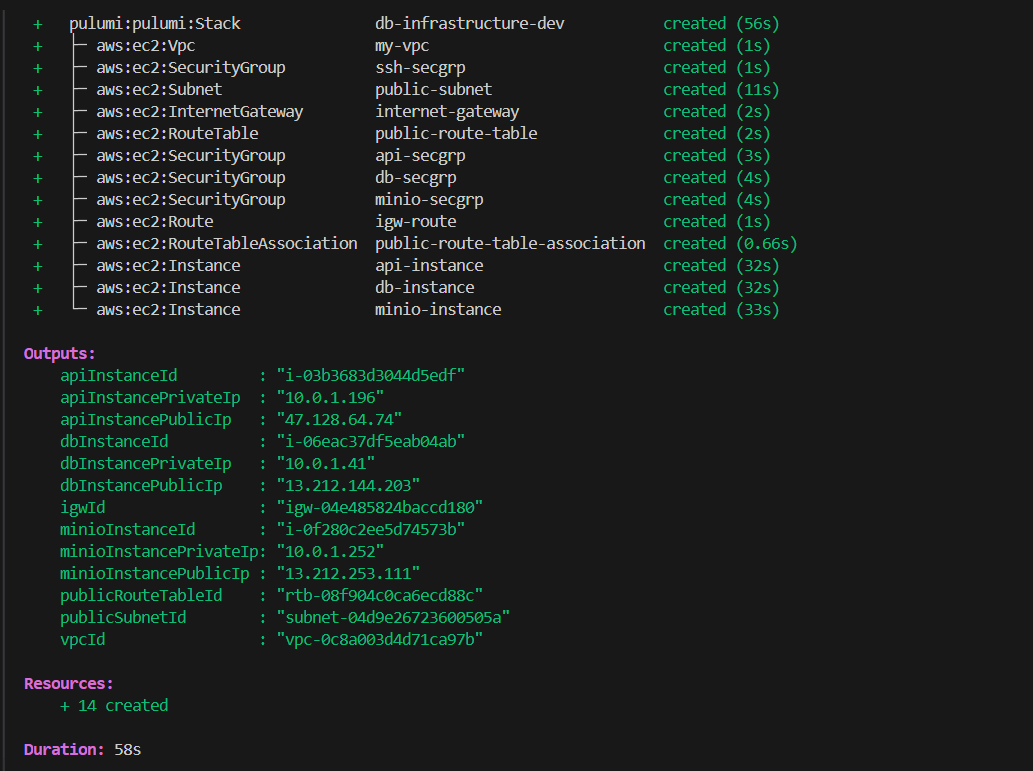 + pulumi:pulumi:Stack db-infrastructure-dev created (56s)
+ ├─ aws:ec2:Vpc my-vpc created (1s)
+ ├─ aws:ec2:SecurityGroup ssh-secgrp created (1s)
+ ├─ aws:ec2:Subnet public-subnet created (11s)
+ ├─ aws:ec2:InternetGateway internet-gateway created (2s)
+ ├─ aws:ec2:RouteTable public-route-table created (2s)
+ ├─ aws:ec2:SecurityGroup api-secgrp created (3s)
+ ├─ aws:ec2:SecurityGroup db-secgrp created (4s)
+ ├─ aws:ec2:SecurityGroup minio-secgrp created (4s)
+ ├─ aws:ec2:Route igw-route created (1s)
+ ├─ aws:ec2:RouteTableAssociation public-route-table-association created (0.66s)
+ ├─ aws:ec2:Instance api-instance created (32s)
+ ├─ aws:ec2:Instance db-instance created (32s)
+ └─ aws:ec2:Instance minio-instance created (33s)
Outputs:
apiInstanceId : "i-03b3683d3044d5edf"
apiInstancePrivateIp : "10.0.1.196"
apiInstancePublicIp : "47.128.64.74"
dbInstanceId : "i-06eac37df5eab04ab"
dbInstancePrivateIp : "10.0.1.41"
dbInstancePublicIp : "13.212.144.203"
igwId : "igw-04e485824baccd180"
minioInstanceId : "i-0f280c2ee5d74573b"
minioInstancePrivateIp: "10.0.1.252"
minioInstancePublicIp : "13.212.253.111"
publicRouteTableId : "rtb-08f904c0ca6ecd88c"
publicSubnetId : "subnet-04d9e26723600505a"
vpcId : "vpc-0c8a003d4d71ca97b"
Resources:
+ 14 created
Duration: 58s